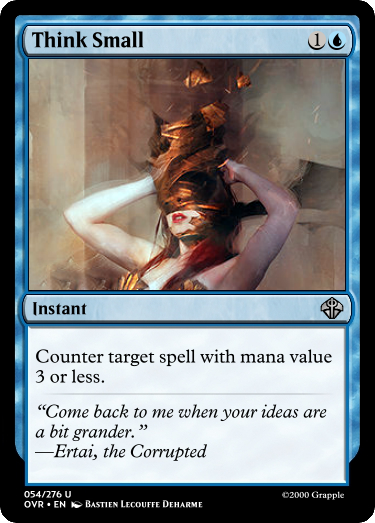 Think Small 1
Instant
Counter target spell with mana value
3 or less.
“Come back to me when your ideas are
a bit grander.”
—Ertai, the Corrupted
054/276 U
OVR • EN Bastien Lecouffe Deharme
©2000 Grapple